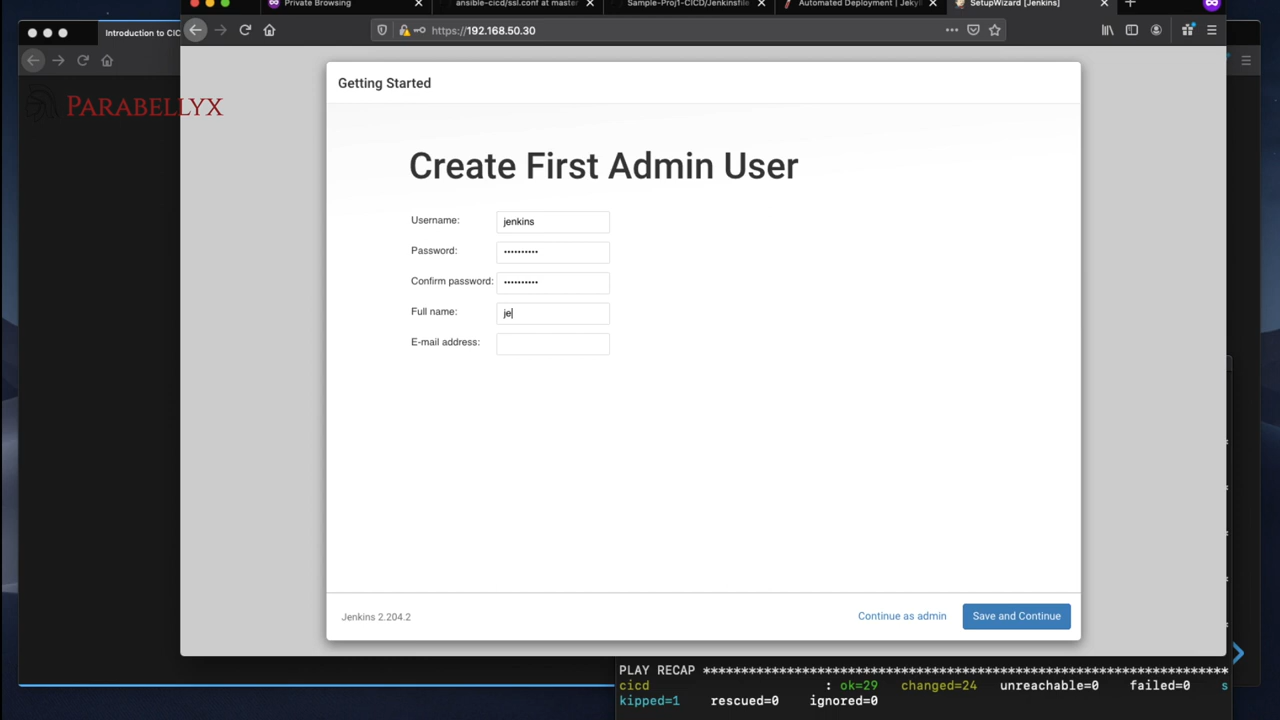 Private Browsing
ansible-cicd/ssl.conf at master
Sample-Proj1-CICD/Jenkinsfile
Automated Deployment | Jekyll
SetupWizard [Jenkins]
Introduction to CIC
https://192.168.50.30
PARABELLYX
Getting Started
Create First Admin User
Username:
jenkins
Password:
••••••••••
Confirm password:
••••••••••
Full name:
je
E-mail address:
Jenkins 2.204.2
Continue as admin
Save and Continue
PLAY RECAP *********************************************************************
cicd : ok=29 changed=24 unreachable=0 failed=0 s
kipped=1 rescued=0 ignored=0